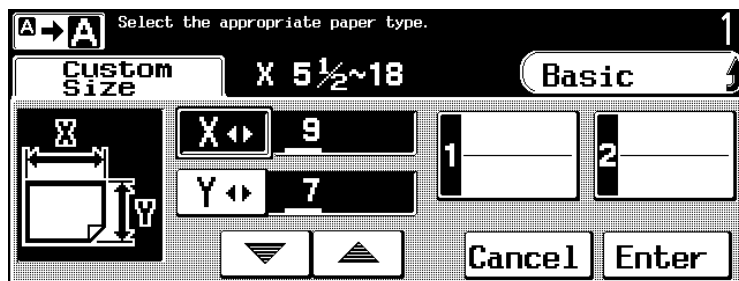 A→A Select the appropriate paper type. 1
Custom Size X 5½~18 Basic
X
X 9
1 2
Y 7
Y
Cancel Enter